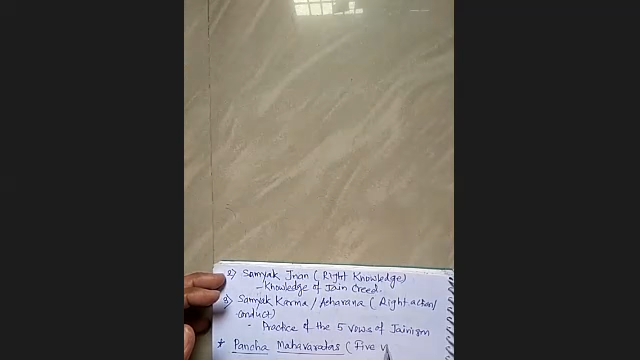 2) Samyak Jnan (Right Knowledge)
- Knowledge of Jain Creed.
3) Samyak Karma / Acharana (Right action/
conduct)
- Practice of the 5 vows of Jainism
* Pancha Mahavaratas (Five v